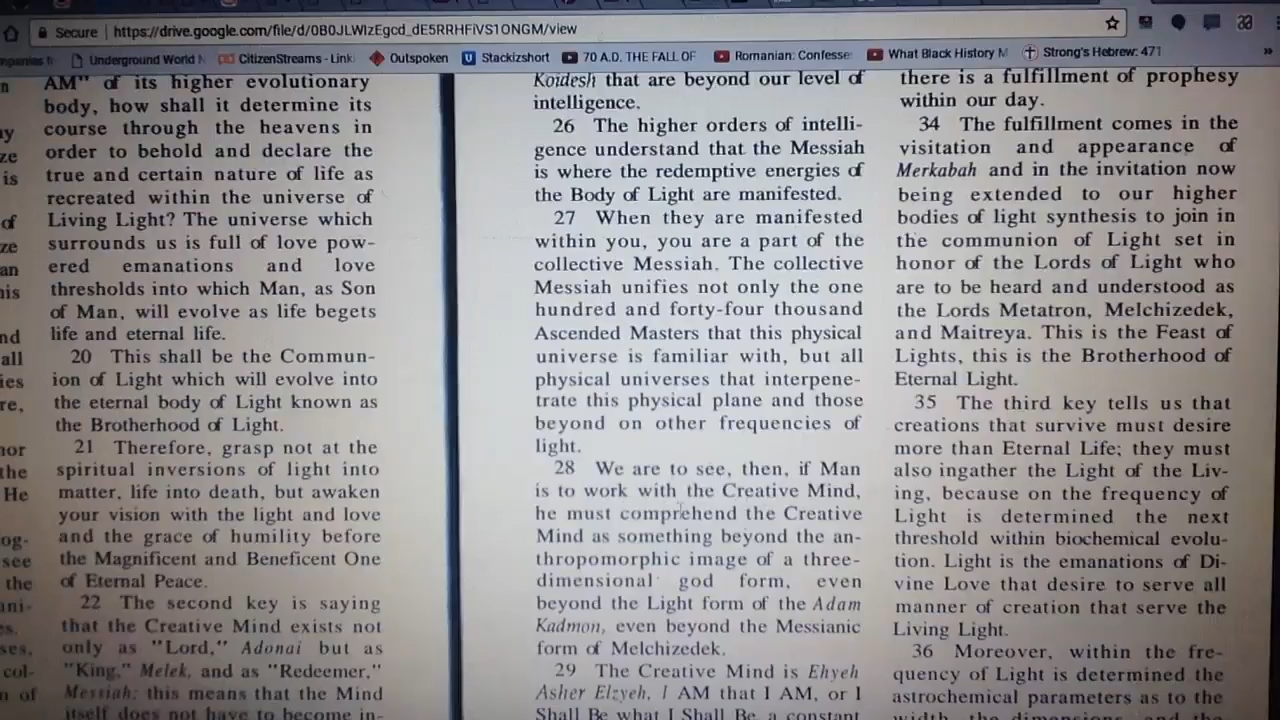 Secure | https://drive.google.com/file/d/0B0JLWIzEgcd_dE5RRHFiVS1ONGM/view
Underground World N
CitizenStreams - Link
Outspoken
Stackizshort
70 A.D. THE FALL OF
Romanian: Confesse
What Black History M
Strong's Hebrew: 471
»
AM" of its higher evolutionary
body, how shall it determine its
course through the heavens in
order to behold and declare the
true and certain nature of life as
recreated within the universe of
Living Light? The universe which
surrounds us is full of love pow-
ered emanations and love
thresholds into which Man, as Son
of Man, will evolve as life begets
life and eternal life.
20 This shall be the Commun-
ion of Light which will evolve into
the eternal body of Light known as
the Brotherhood of Light.
21 Therefore, grasp not at the
spiritual inversions of light into
matter, life into death, but awaken
your vision with the light and love
and the grace of humility before
the Magnificent and Beneficent One
of Eternal Peace.
22 The second key is saying
that the Creative Mind exists not
only as "Lord," Adonai but as
"King," Melek, and as "Redeemer,"
Messiah; this means that the Mind
itself does not have to become in-
Koidesh that are beyond our level of
intelligence.
26 The higher orders of intelli-
gence understand that the Messiah
is where the redemptive energies of
the Body of Light are manifested.
27 When they are manifested
within you, you are a part of the
collective Messiah. The collective
Messiah unifies not only the one
hundred and forty-four thousand
Ascended Masters that this physical
universe is familiar with, but all
physical universes that interpene-
trate this physical plane and those
beyond on other frequencies of
light.
28 We are to see, then, if Man
is to work with the Creative Mind,
he must comprehend the Creative
Mind as something beyond the an-
thropomorphic image of a three-
dimensional god form, even
beyond the Light form of the Adam
Kadmon, even beyond the Messianic
form of Melchizedek.
29 The Creative Mind is Ehyeh
Asher Elzyeh, I AM that I AM, or I
Shall Be what I Shall Be, a constant
there is a fulfillment of prophesy
within our day.
34 The fulfillment comes in the
visitation and appearance of
Merkabah and in the invitation now
being extended to our higher
bodies of light synthesis to join in
the communion of Light set in
honor of the Lords of Light who
are to be heard and understood as
the Lords Metatron, Melchizedek,
and Maitreya. This is the Feast of
Lights, this is the Brotherhood of
Eternal Light.
35 The third key tells us that
creations that survive must desire
more than Eternal Life; they must
also ingather the Light of the Liv-
ing, because on the frequency of
Light is determined the next
threshold within biochemical evolu-
tion. Light is the emanations of Di-
vine Love that desire to serve all
manner of creation that serve the
Living Light.
36 Moreover, within the fre-
quency of Light is determined the
astrochemical parameters as to the
width, the dimensions, and the